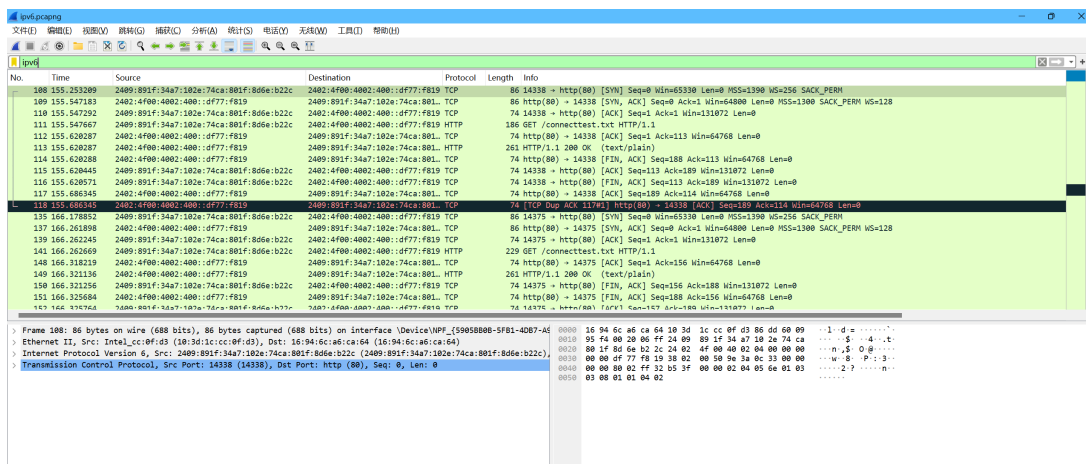 ipv6.pcapng
文件(F) 编辑(E) 视图(V) 跳转(G) 捕获(C) 分析(A) 统计(S) 电话(Y) 无线(W) 工具(T) 帮助(H)
ipv6
No. Time Source Destination Protocol Length Info
108 155.253209 2409:891f:34a7:102e:74ca:801f:8d6e:b22c 2402:4f00:4002:400::df77:f819 TCP 86 14338 → http(80) [SYN] Seq=0 Win=65330 Len=0 MSS=1390 WS=256 SACK_PERM
109 155.547183 2402:4f00:4002:400::df77:f819 2409:891f:34a7:102e:74ca:801… TCP 86 http(80) → 14338 [SYN, ACK] Seq=0 Ack=1 Win=64800 Len=0 MSS=1300 SACK_PERM WS=128
110 155.547292 2409:891f:34a7:102e:74ca:801f:8d6e:b22c 2402:4f00:4002:400::df77:f819 TCP 74 14338 → http(80) [ACK] Seq=1 Ack=1 Win=131072 Len=0
111 155.547667 2409:891f:34a7:102e:74ca:801f:8d6e:b22c 2402:4f00:4002:400::df77:f819 HTTP 186 GET /connecttest.txt HTTP/1.1
112 155.620287 2402:4f00:4002:400::df77:f819 2409:891f:34a7:102e:74ca:801… TCP 74 http(80) → 14338 [ACK] Seq=1 Ack=113 Win=64768 Len=0
113 155.620287 2402:4f00:4002:400::df77:f819 2409:891f:34a7:102e:74ca:801… HTTP 261 HTTP/1.1 200 OK (text/plain)
114 155.620288 2402:4f00:4002:400::df77:f819 2409:891f:34a7:102e:74ca:801… TCP 74 http(80) → 14338 [FIN, ACK] Seq=188 Ack=113 Win=64768 Len=0
115 155.620445 2409:891f:34a7:102e:74ca:801f:8d6e:b22c 2402:4f00:4002:400::df77:f819 TCP 74 14338 → http(80) [ACK] Seq=113 Ack=189 Win=131072 Len=0
116 155.620571 2409:891f:34a7:102e:74ca:801f:8d6e:b22c 2402:4f00:4002:400::df77:f819 TCP 74 14338 → http(80) [FIN, ACK] Seq=113 Ack=189 Win=131072 Len=0
117 155.686345 2402:4f00:4002:400::df77:f819 2409:891f:34a7:102e:74ca:801… TCP 74 http(80) → 14338 [ACK] Seq=189 Ack=114 Win=64768 Len=0
118 155.686345 2402:4f00:4002:400::df77:f819 2409:891f:34a7:102e:74ca:801… TCP 74 [TCP Dup ACK 117#1] http(80) → 14338 [ACK] Seq=189 Ack=114 Win=64768 Len=0
135 166.178852 2409:891f:34a7:102e:74ca:801f:8d6e:b22c 2402:4f00:4002:400::df77:f819 TCP 86 14375 → http(80) [SYN] Seq=0 Win=65330 Len=0 MSS=1390 WS=256 SACK_PERM
137 166.261898 2402:4f00:4002:400::df77:f819 2409:891f:34a7:102e:74ca:801… TCP 86 http(80) → 14375 [SYN, ACK] Seq=0 Ack=1 Win=64800 Len=0 MSS=1300 SACK_PERM WS=128
139 166.262245 2409:891f:34a7:102e:74ca:801f:8d6e:b22c 2402:4f00:4002:400::df77:f819 TCP 74 14375 → http(80) [ACK] Seq=1 Ack=1 Win=131072 Len=0
141 166.262669 2409:891f:34a7:102e:74ca:801f:8d6e:b22c 2402:4f00:4002:400::df77:f819 HTTP 229 GET /connecttest.txt HTTP/1.1
148 166.318219 2402:4f00:4002:400::df77:f819 2409:891f:34a7:102e:74ca:801… TCP 74 http(80) → 14375 [ACK] Seq=1 Ack=156 Win=64768 Len=0
149 166.321136 2402:4f00:4002:400::df77:f819 2409:891f:34a7:102e:74ca:801… HTTP 261 HTTP/1.1 200 OK (text/plain)
150 166.321256 2409:891f:34a7:102e:74ca:801f:8d6e:b22c 2402:4f00:4002:400::df77:f819 TCP 74 14375 → http(80) [FIN, ACK] Seq=156 Ack=188 Win=131072 Len=0
151 166.325684 2402:4f00:4002:400::df77:f819 2409:891f:34a7:102e:74ca:801… TCP 74 http(80) → 14375 [FIN, ACK] Seq=188 Ack=156 Win=64768 Len=0
152 166.325764 2409:891f:34a7:102e:74ca:801f:8d6e:b22c 2402:4f00:4002:400::df77:f819 TCP 74 14375 → http(80) [ACK] Seq=157 Ack=189 Win=131072 Len=0
Frame 108: 86 bytes on wire (688 bits), 86 bytes captured (688 bits) on interface \Device\NPF_{5905BB0B-5FB1-4DB7-A9
Ethernet II, Src: Intel_cc:0f:d3 (10:3d:1c:cc:0f:d3), Dst: 16:94:6c:a6:ca:64 (16:94:6c:a6:ca:64)
Internet Protocol Version 6, Src: 2409:891f:34a7:102e:74ca:801f:8d6e:b22c (2409:891f:34a7:102e:74ca:801f:8d6e:b22c),
Transmission Control Protocol, Src Port: 14338 (14338), Dst Port: http (80), Seq: 0, Len: 0
0000 16 94 6c a6 ca 64 10 3d 1c cc 0f d3 86 dd 60 09 ··l··d·= ······`·
0010 95 f4 00 20 06 ff 24 09 89 1f 34 a7 10 2e 74 ca ··· ··$· ··4··.t·
0020 80 1f 8d 6e b2 2c 24 02 4f 00 40 02 04 00 00 00 ···n·,$· O·@·····
0030 00 00 df 77 f8 19 38 02 00 50 9e 3a 0c 33 00 00 ···w··8· ·P·:·3··
0040 00 00 80 02 ff 32 b5 3f 00 00 02 04 05 6e 01 03 ·····2·? ·····n··
0050 03 08 01 01 04 02 ······